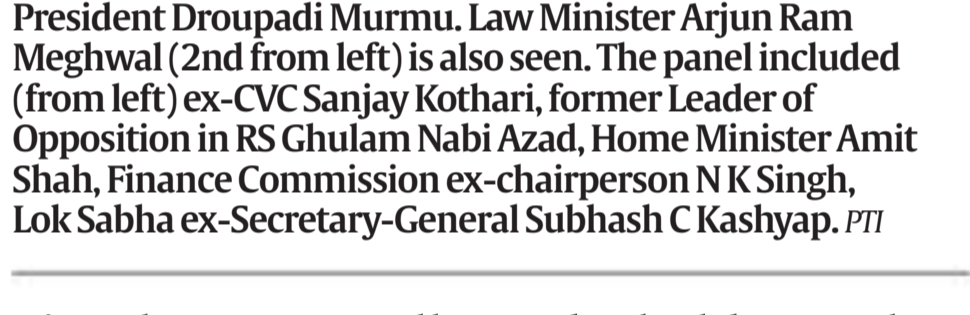 President Droupadi Murmu. Law Minister Arjun Ram
Meghwal (2nd from left) is also seen. The panel included
(from left) ex-CVC Sanjay Kothari, former Leader of
Opposition in RS Ghulam Nabi Azad, Home Minister Amit
Shah, Finance Commission ex-chairperson N K Singh,
Lok Sabha ex-Secretary-General Subhash C Kashyap. PTI